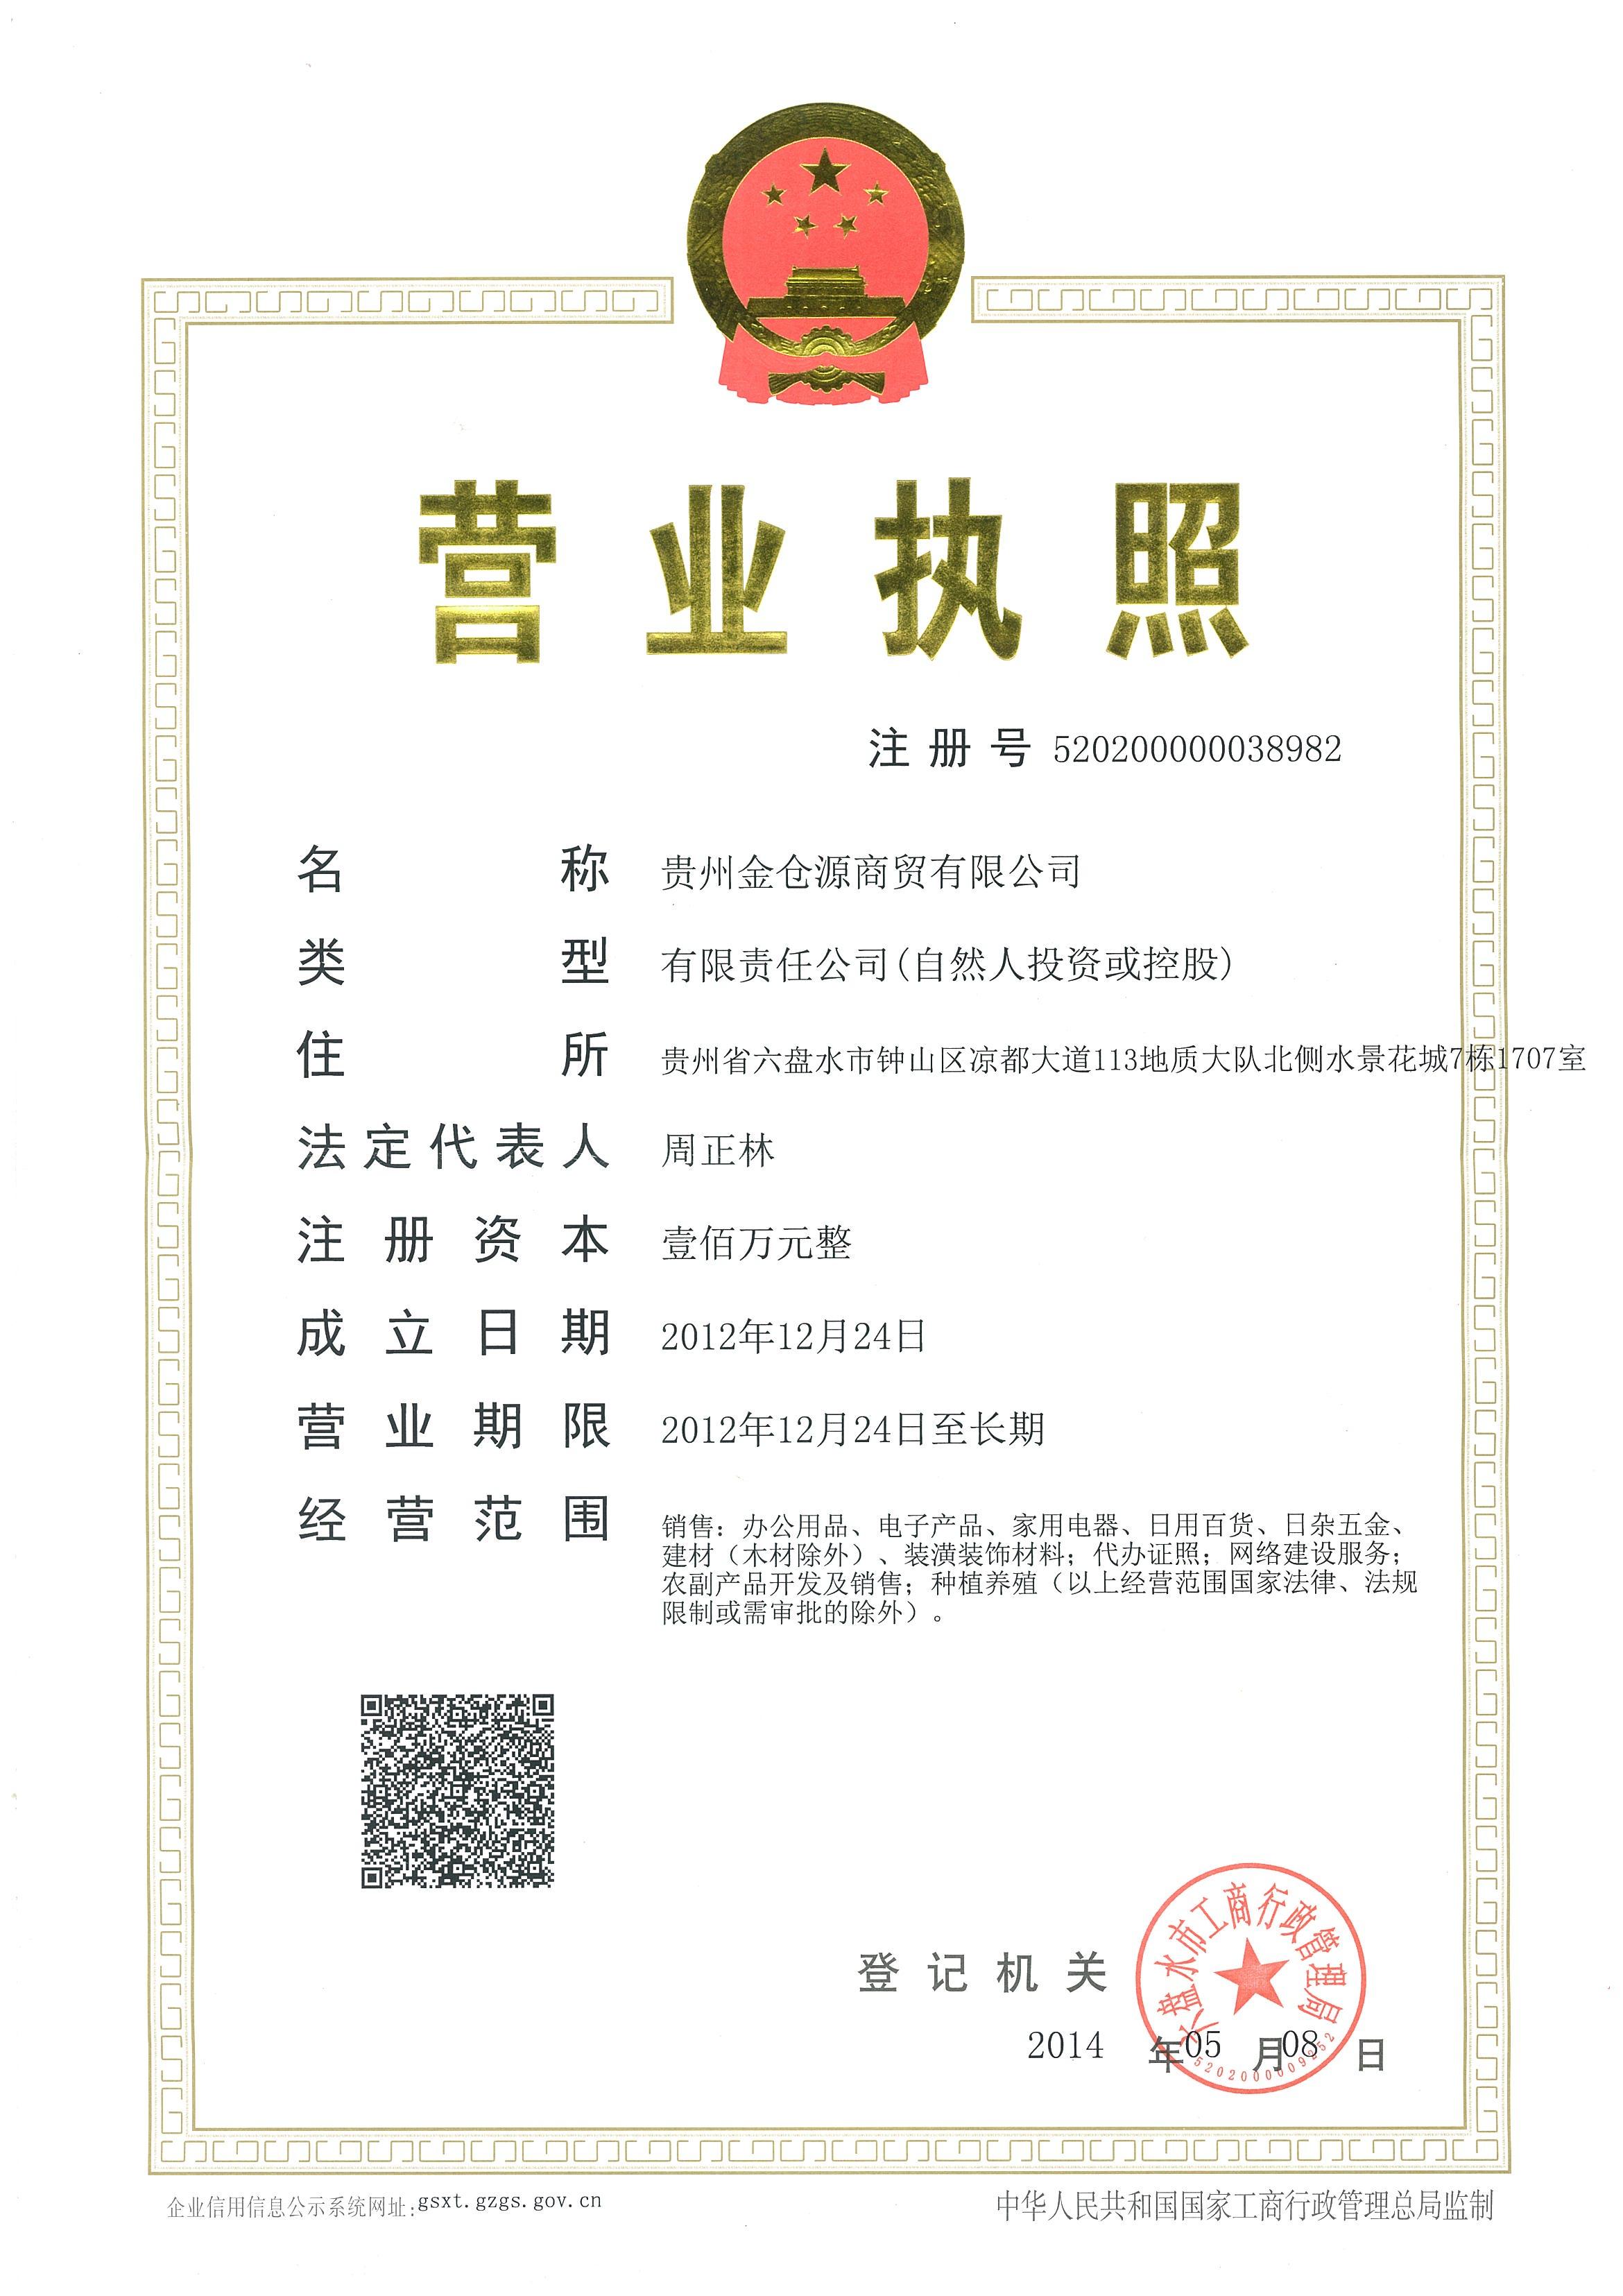 营业执照
注册号 520200000038982
名称 贵州金仓源商贸有限公司
类型 有限责任公司(自然人投资或控股)
住所 贵州省六盘水市钟山区凉都大道113地质大队北侧水景花城7栋1707室
法定代表人 周正林
注册资本 壹佰万元整
成立日期 2012年12月24日
营业期限 2012年12月24日至长期
经营范围 销售：办公用品、电子产品、家用电器、日用百货、日杂五金、
建材（木材除外）、装潢装饰材料；代办证照；网络建设服务；
农副产品开发及销售；种植养殖（以上经营范围国家法律、法规
限制或需审批的除外）。
登记机关
六盘水市工商行政管理局
2014年05月08日
5202000009252
企业信用信息公示系统网址:gsxt.gzgs.gov.cn
中华人民共和国国家工商行政管理总局监制